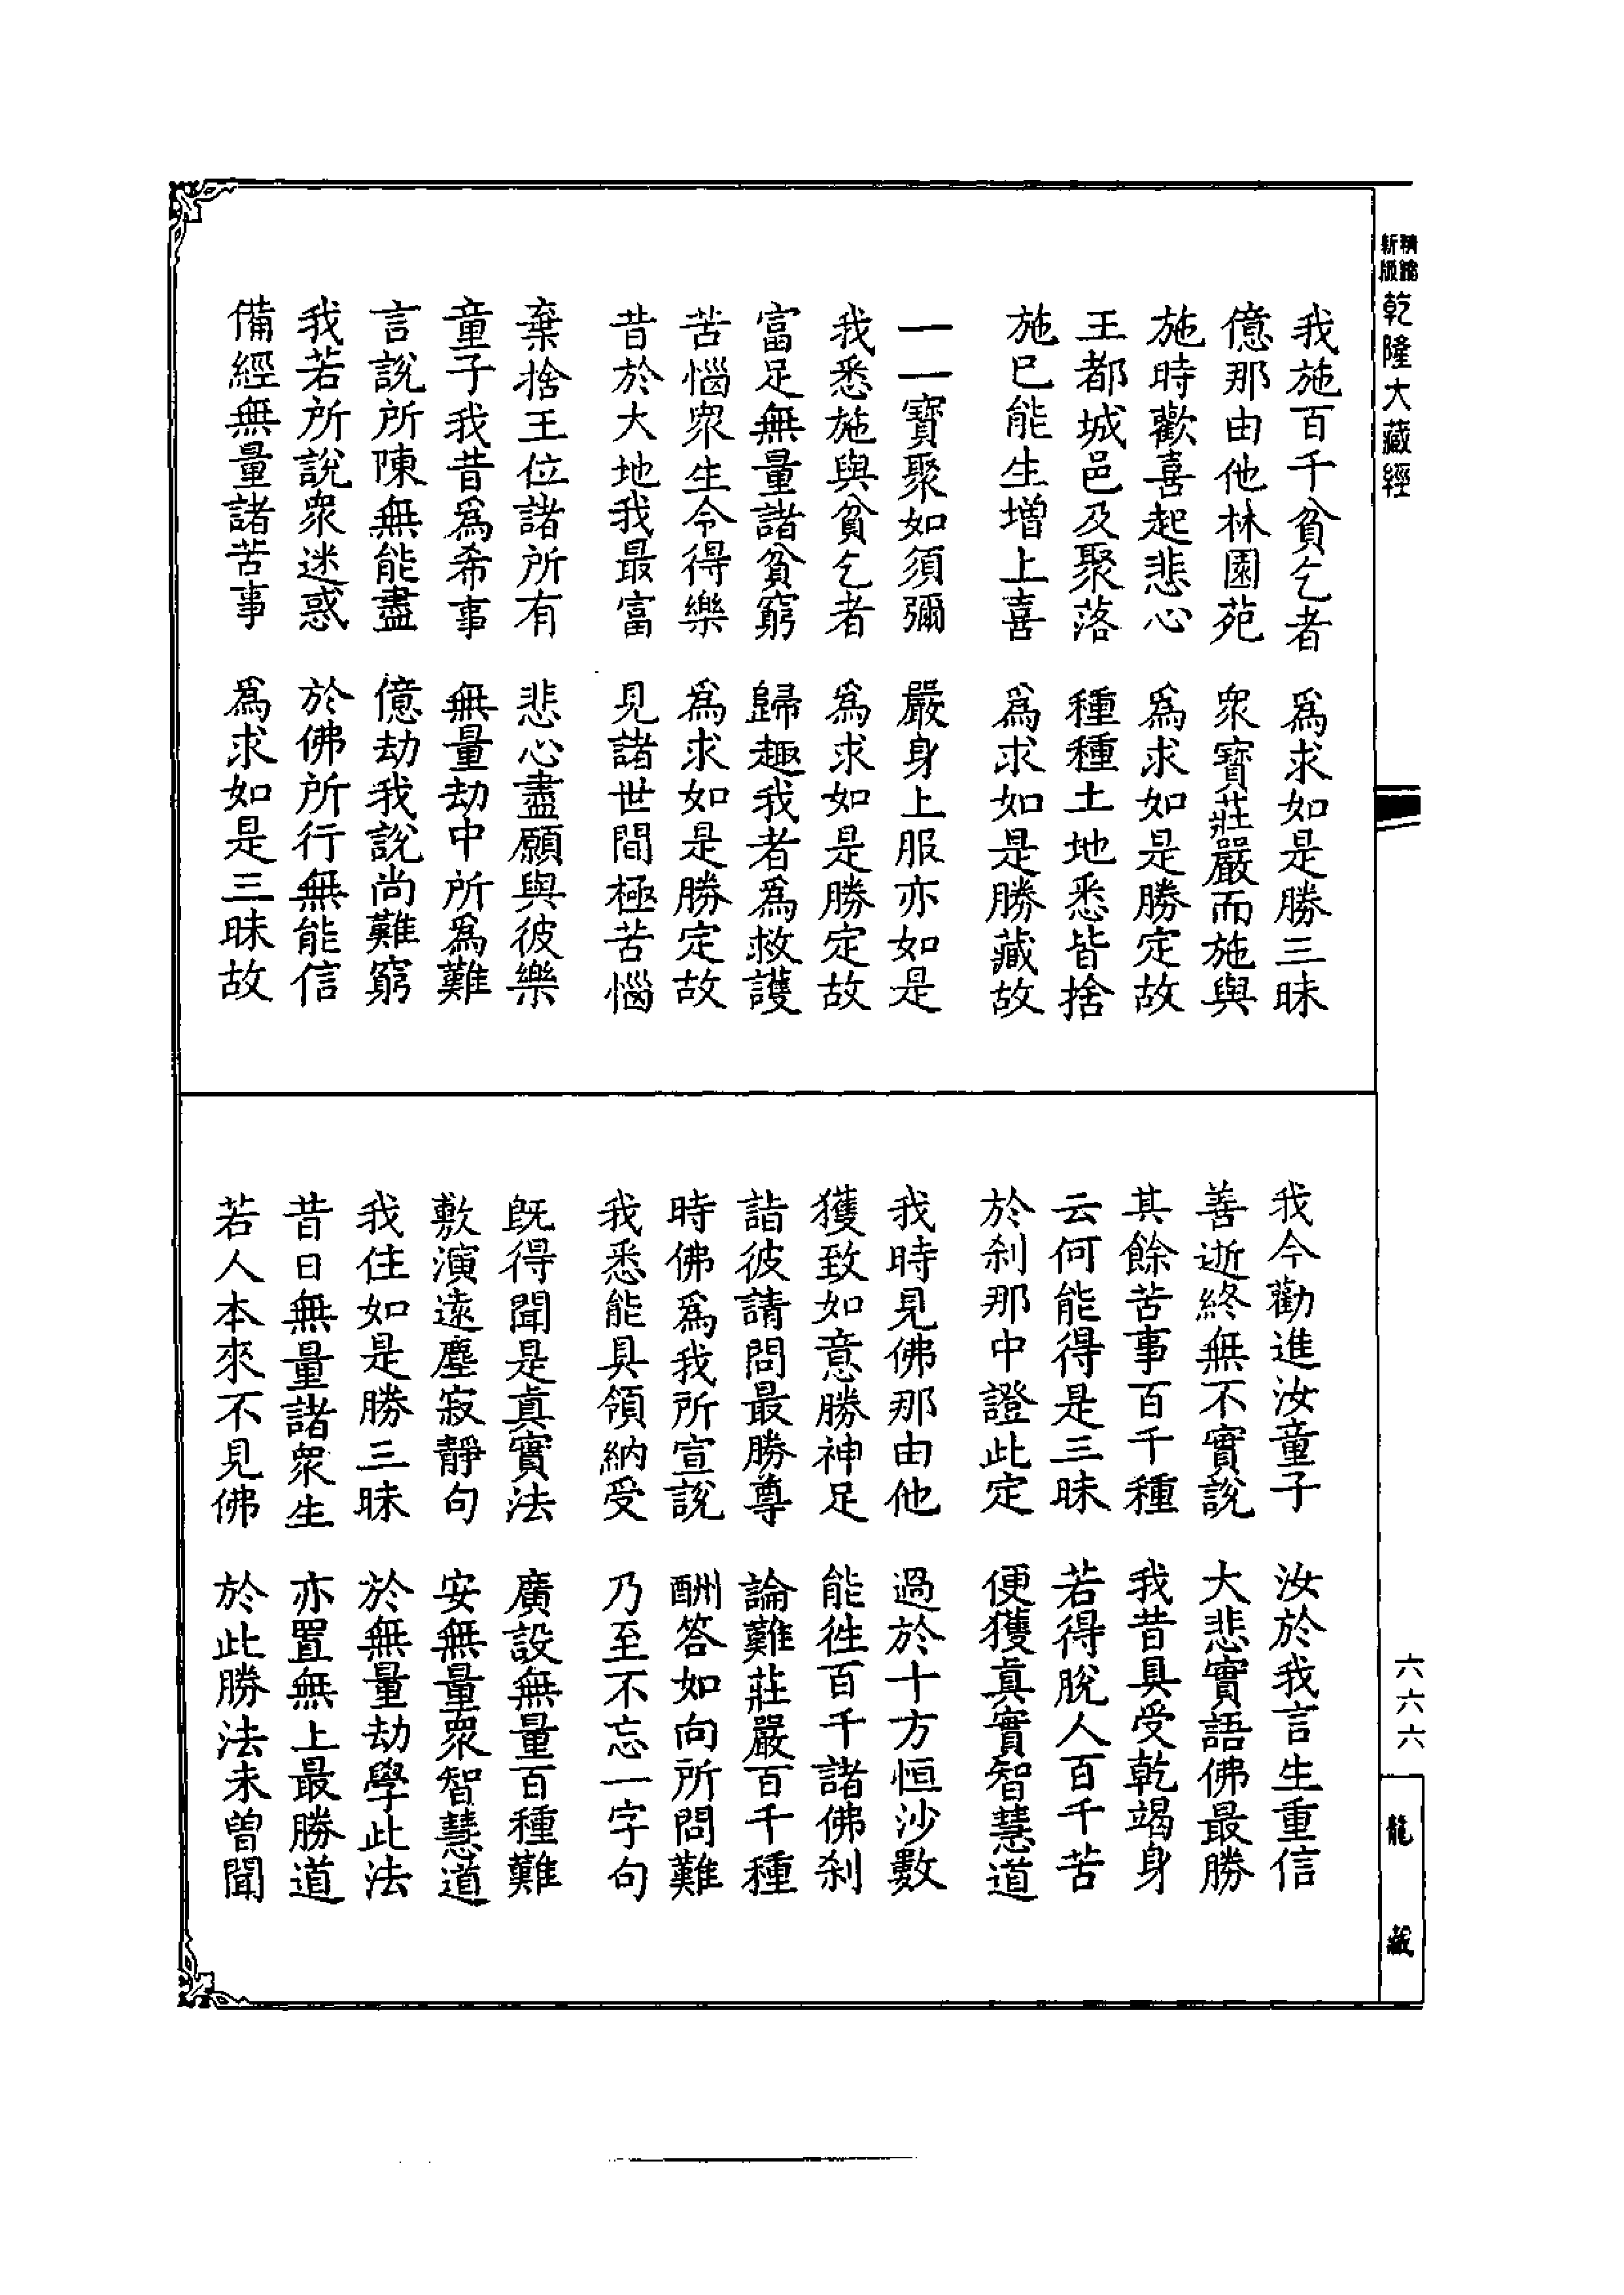 新版
精縮
乾隆大藏經
我施百千貧乞者　為求如是勝三昧
億那由他林園苑　眾寶莊嚴而施與
施時歡喜起悲心　為求如是勝定故
王都城邑及聚落　種種土地悉皆捨
施已能生增上喜　為求如是勝藏故
一一寶聚如須彌　嚴身上服亦如是
我悉施與貧乞者　為求如是勝定故
富足無量諸貧窮　歸趣我者為救護
苦惱眾生令得樂　為求如是勝定故
昔於大地我最富　見諸世間極苦惱
棄捨王位諸所有　悲心盡願與彼樂
童子我昔為希事　無量劫中所為難
言說所陳無能盡　億劫我說尚難窮
我若所說眾迷惑　於佛所行無能信
備經無量諸苦事　為求如是三昧故
我今勸進汝童子　汝於我言生重信
善逝終無不實說　大悲實語佛最勝
其餘苦事百千種　我昔具受乾竭身
云何能得是三昧　若得脫人百千苦
於剎那中證此定　便獲真實智慧道
我時見佛那由他　過於十方恒沙數
獲致如意勝神足　能往百千諸佛剎
詣彼請問最勝尊　論難莊嚴百千種
時佛為我所宣說　酬答如向所問難
我悉能具領納受　乃至不忘一字句
既得聞是真實法　廣設無量百種難
敷演遠塵寂靜句　安無量眾智慧道
我住如是勝三昧　於無量劫學此法
昔日無量諸眾生　亦置無上最勝道
若人本來不見佛　於此勝法未曾聞
六六六
龍藏